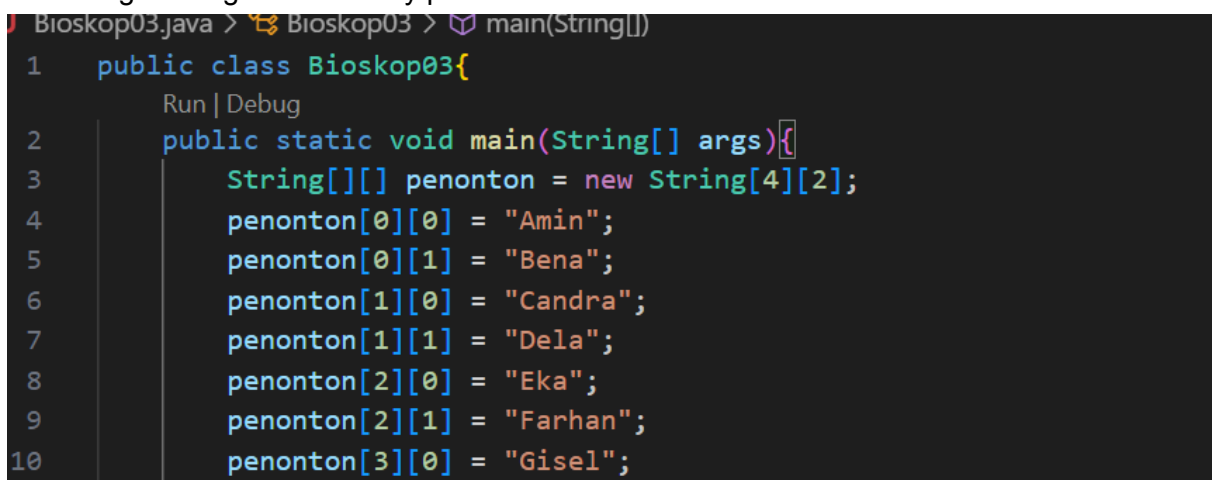 Bioskop03.java > Bioskop03 > main(String[])
1 public class Bioskop03{
Run | Debug
2 public static void main(String[] args){
3 String[][] penonton = new String[4][2];
4 penonton[0][0] = "Amin";
5 penonton[0][1] = "Bena";
6 penonton[1][0] = "Candra";
7 penonton[1][1] = "Dela";
8 penonton[2][0] = "Eka";
9 penonton[2][1] = "Farhan";
10 penonton[3][0] = "Gisel";